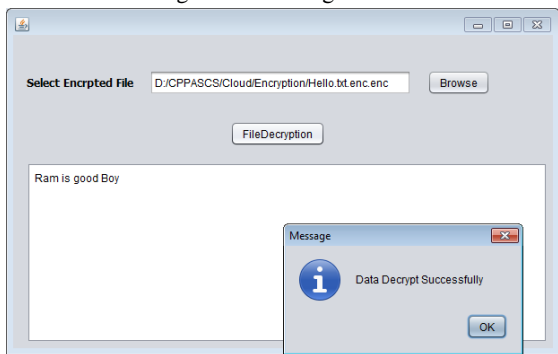 Select Encrpted File
D:/CPPASCS/Cloud/Encryption/Hello.txt.enc.enc
Browse
FileDecryption
Ram is good Boy
Message
Data Decrypt Successfully
OK